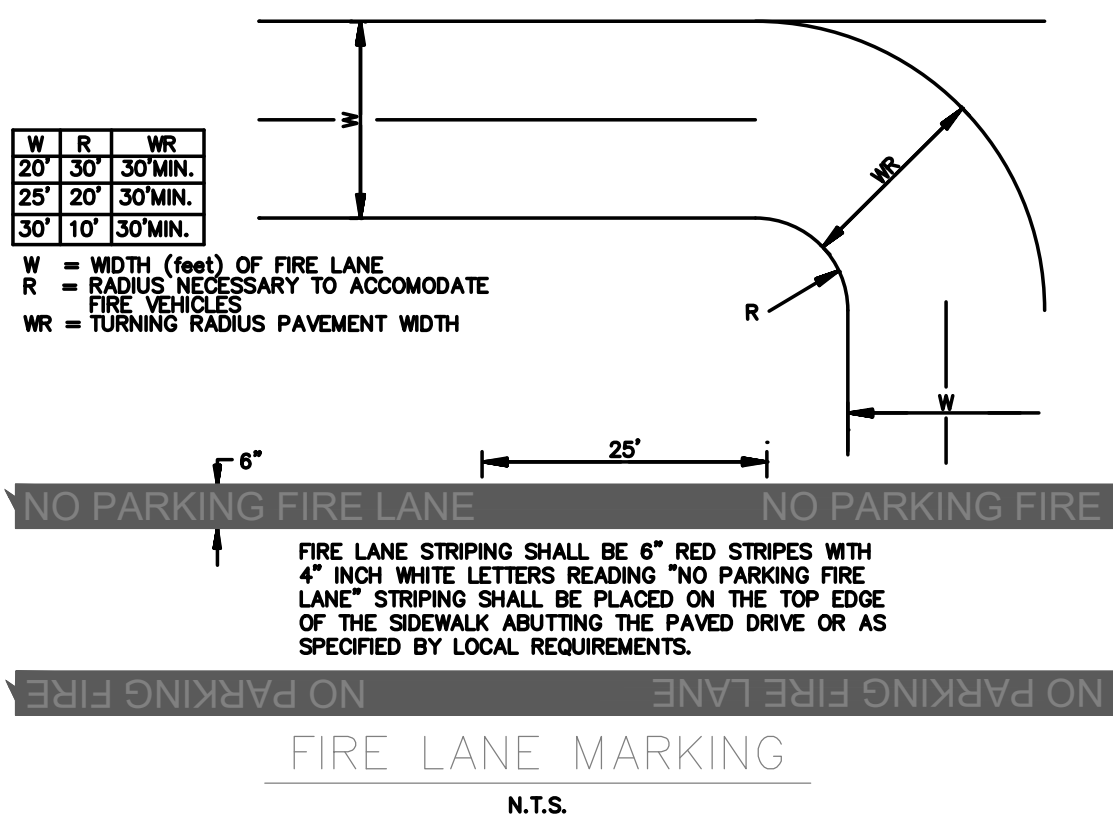 W
W R WR
20' 30' 30'MIN.
25' 20' 30'MIN.
30' 10' 30'MIN.
WR
W = WIDTH (feet) OF FIRE LANE
R = RADIUS NECESSARY TO ACCOMODATE
FIRE VEHICLES
WR = TURNING RADIUS PAVEMENT WIDTH
R
W
6"
25'
NO PARKING FIRE LANE NO PARKING FIRE
FIRE LANE STRIPING SHALL BE 6" RED STRIPES WITH
4" INCH WHITE LETTERS READING "NO PARKING FIRE
LANE" STRIPING SHALL BE PLACED ON THE TOP EDGE
OF THE SIDEWALK ABUTTING THE PAVED DRIVE OR AS
SPECIFIED BY LOCAL REQUIREMENTS.
NO PARKING FIRE LANE NO PARKING FIRE
FIRE LANE MARKING
N.T.S.